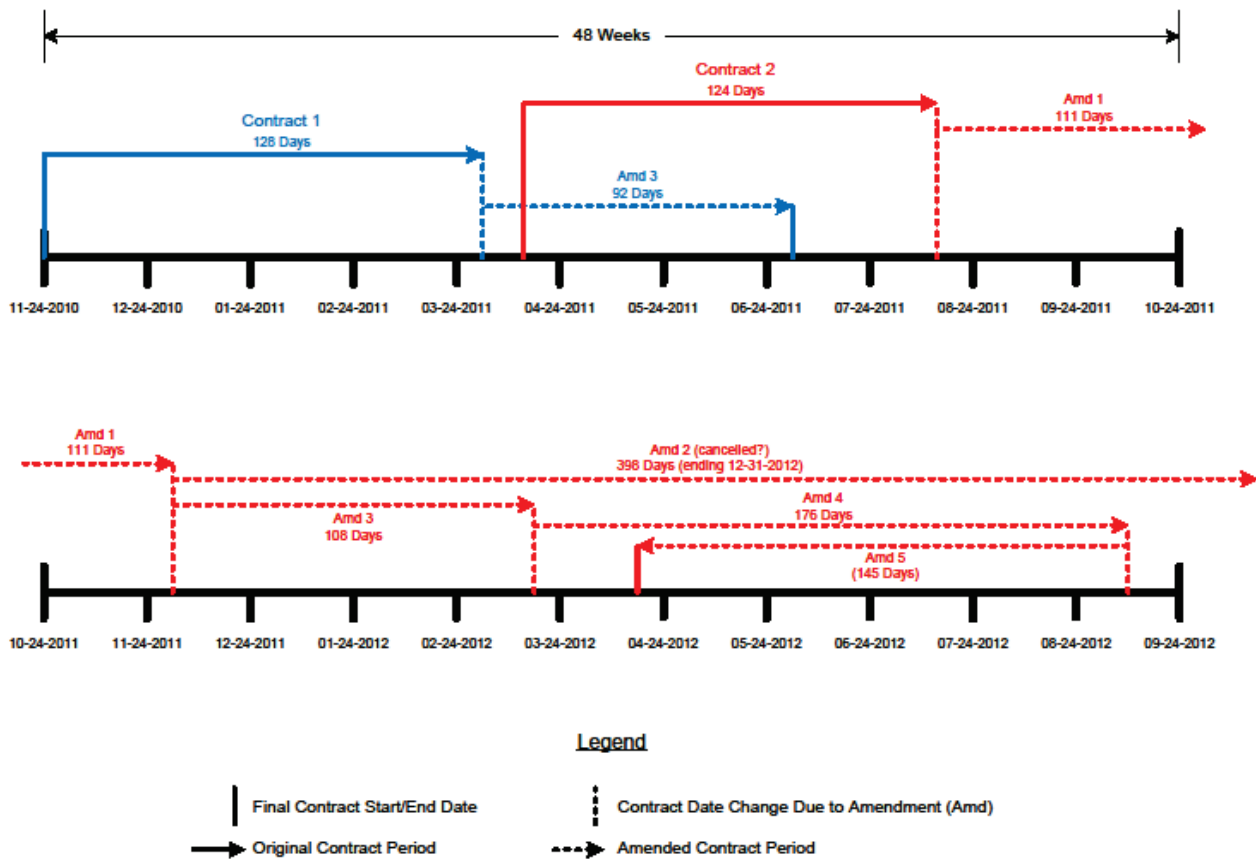 48 Weeks
Contract 2
124 Days
Amd 1
111 Days
Contract 1
128 Days
Amd 3
92 Days
11-24-2010 12-24-2010 01-24-2011 02-24-2011 03-24-2011 04-24-2011 05-24-2011 06-24-2011 07-24-2011 08-24-2011 09-24-2011 10-24-2011
Amd 1
111 Days
Amd 2 (cancelled?)
398 Days (ending 12-31-2012)
Amd 3
108 Days
Amd 4
176 Days
Amd 5
(145 Days)
10-24-2011 11-24-2011 12-24-2011 01-24-2012 02-24-2012 03-24-2012 04-24-2012 05-24-2012 06-24-2012 07-24-2012 08-24-2012 09-24-2012
Legend
Final Contract Start/End Date
Contract Date Change Due to Amendment (Amd)
Original Contract Period
Amended Contract Period